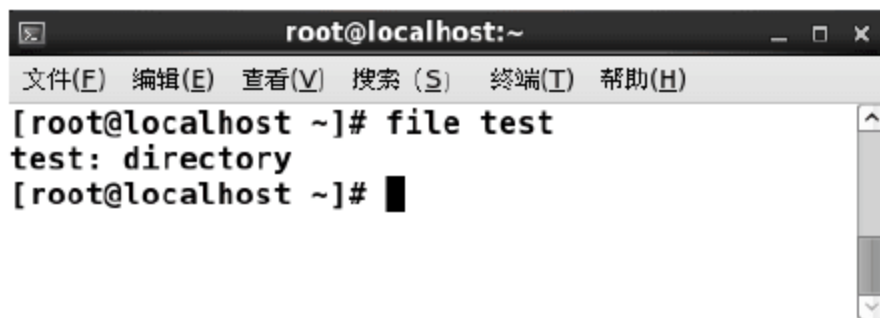 root@localhost:~
文件(F) 编辑(E) 查看(V) 搜索（S） 终端(T) 帮助(H)
[root@localhost ~]# file test
test: directory
[root@localhost ~]#